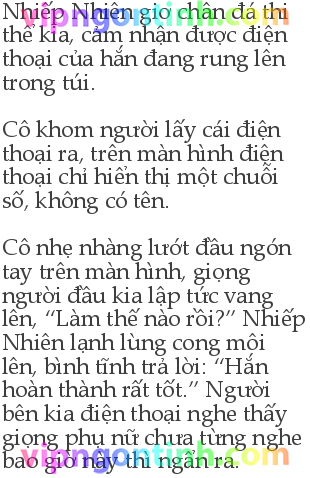 Nhiếp Nhiên giơ chân đá thi
thể kia, cảm nhận được điện
thoại của hắn đang rung lên
trong túi.
Cô khom người lấy cái điện
thoại ra, trên màn hình điện
thoại chỉ hiển thị một chuỗi
số, không có tên.
Cô nhẹ nhàng lướt đầu ngón
tay trên màn hình, giọng
người đầu kia lập tức vang
lên, “Làm thế nào rồi?” Nhiếp
Nhiên lạnh lùng cong môi
lên, bình tĩnh trả lời: “Hắn
hoàn thành rất tốt.” Người
bên kia điện thoại nghe thấy
giọng phụ nữ chưa từng nghe
bao giờ này thì ngẩn ra.
vipngontinh.com
vipngontinh.com